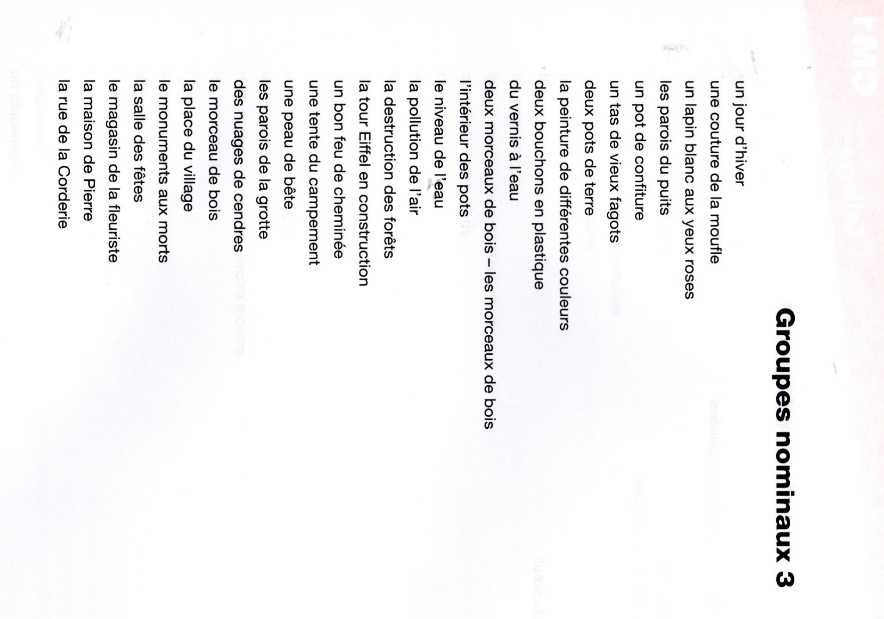 Groupes nominaux 3
un jour d'hiver
une couture de la moufle
un lapin blanc aux yeux roses
les parois du puits
un pot de confiture
un tas de vieux fagots
deux pots de terre
la peinture de différentes couleurs
deux bouchons en plastique
du vernis à l'eau
deux morceaux de bois – les morceaux de bois
l'intérieur des pots
le niveau de l'eau
la pollution de l'air
la destruction des forêts
la tour Eiffel en construction
un bon feu de cheminée
une tente du campement
une peau de bête
les parois de la grotte
des nuages de cendres
le morceau de bois
la place du village
le monuments aux morts
la salle des fêtes
le magasin de la fleuriste
la maison de Pierre
la rue de la Corderie